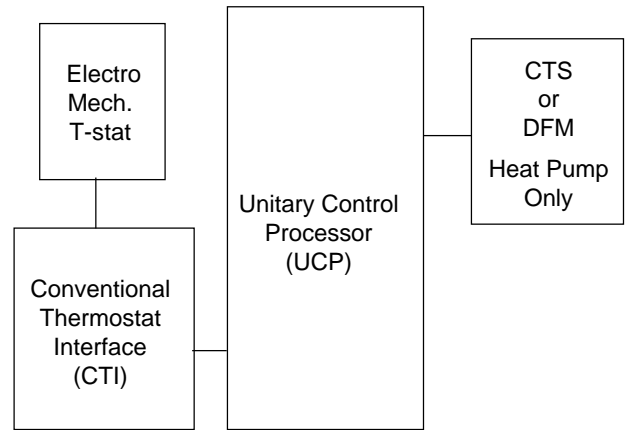 Electro
Mech.
T-stat
Conventional
Thermostat
Interface
(CTI)
Unitary Control
Processor
(UCP)
CTS
or
DFM
Heat Pump
Only